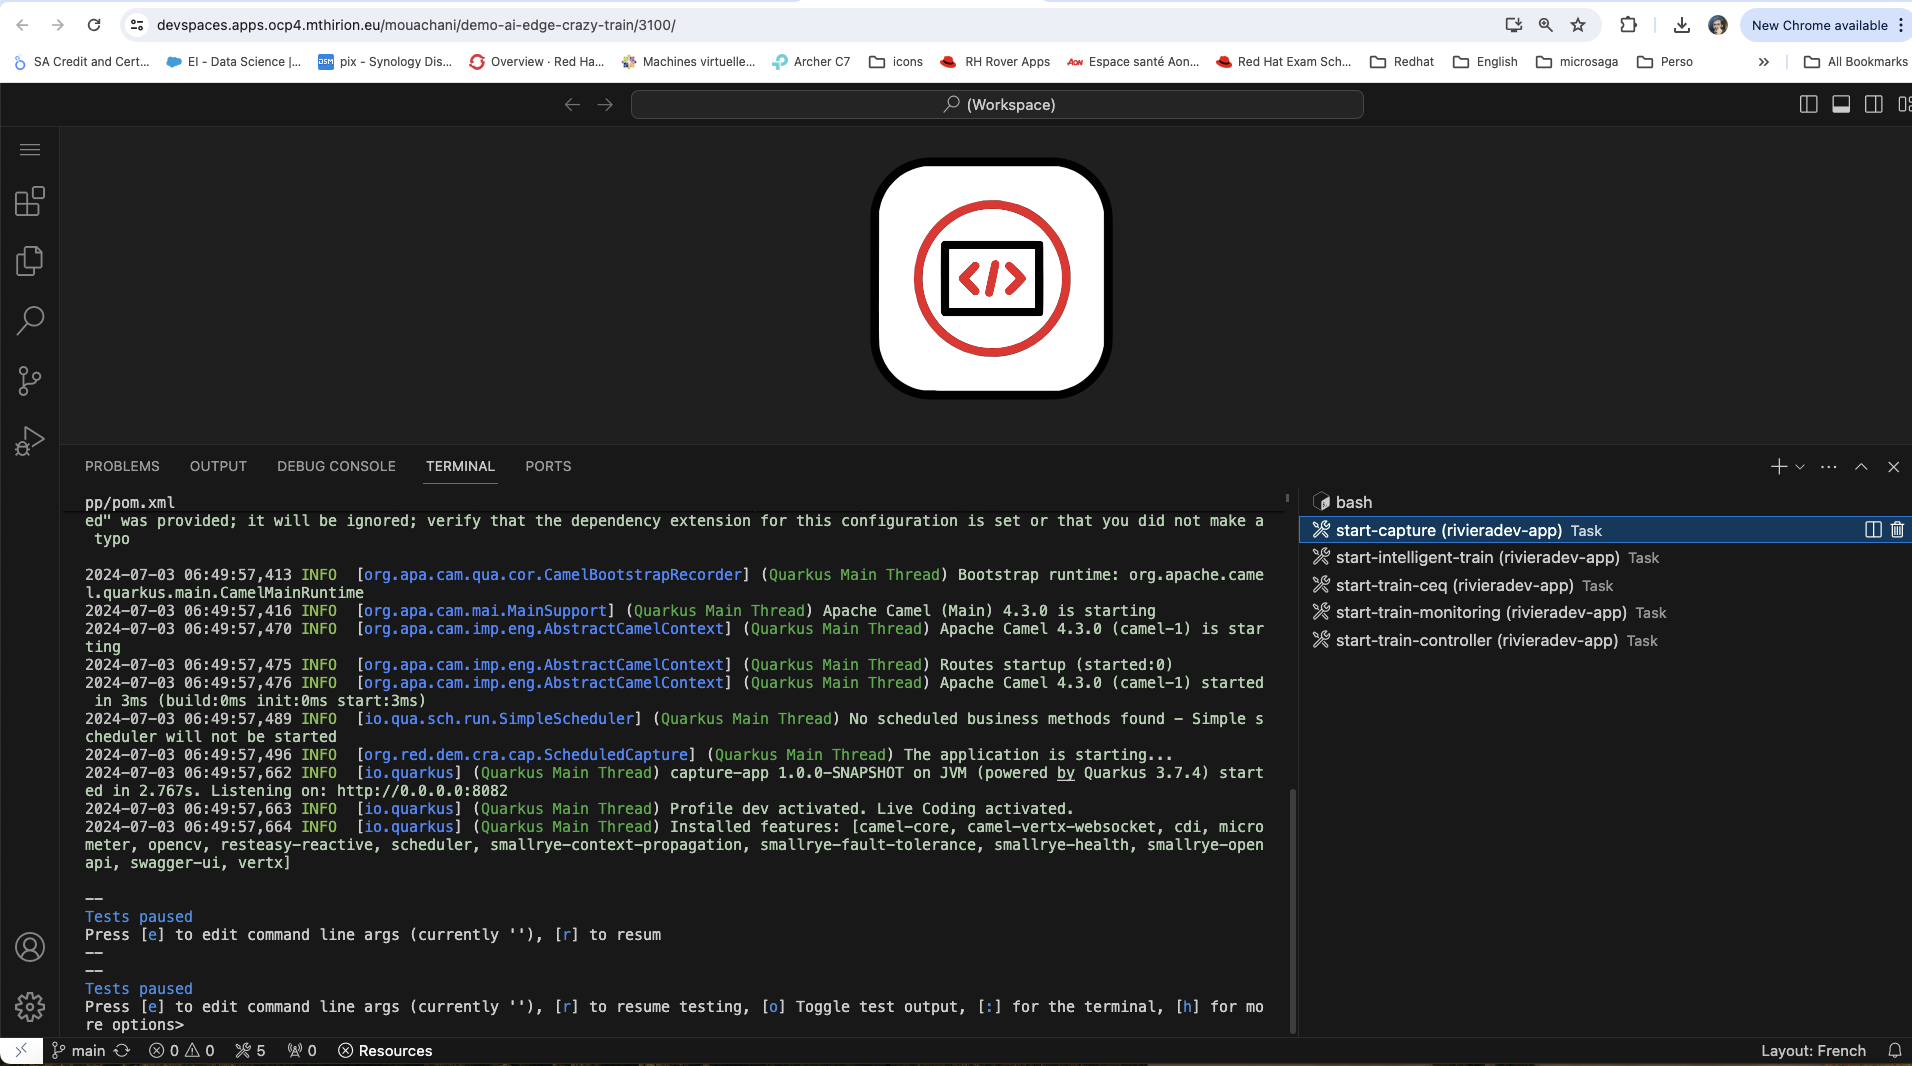 devspaces.apps.ocp4.mthirion.eu/mouachani/demo-ai-edge-crazy-train/3100/
New Chrome available
SA Credit and Cert...
EI - Data Science |...
DSM
pix - Synology Dis...
Overview · Red Ha...
Machines virtuelle...
Archer C7
icons
RH Rover Apps
AON
Espace santé Aon...
Red Hat Exam Sch...
Redhat
English
microsaga
Perso
»
All Bookmarks
(Workspace)
</>
PROBLEMS
OUTPUT
DEBUG CONSOLE
TERMINAL
PORTS
pp/pom.xml
ed" was provided; it will be ignored; verify that the dependency extension for this configuration is set or that you did not make a
typo
2024-07-03 06:49:57,413 INFO  [org.apa.cam.qua.cor.CamelBootstrapRecorder] (Quarkus Main Thread) Bootstrap runtime: org.apache.came
l.quarkus.main.CamelMainRuntime
2024-07-03 06:49:57,416 INFO  [org.apa.cam.mai.MainSupport] (Quarkus Main Thread) Apache Camel (Main) 4.3.0 is starting
2024-07-03 06:49:57,470 INFO  [org.apa.cam.imp.eng.AbstractCamelContext] (Quarkus Main Thread) Apache Camel 4.3.0 (camel-1) is star
ting
2024-07-03 06:49:57,475 INFO  [org.apa.cam.imp.eng.AbstractCamelContext] (Quarkus Main Thread) Routes startup (started:0)
2024-07-03 06:49:57,476 INFO  [org.apa.cam.imp.eng.AbstractCamelContext] (Quarkus Main Thread) Apache Camel 4.3.0 (camel-1) started
in 3ms (build:0ms init:0ms start:3ms)
2024-07-03 06:49:57,489 INFO  [io.qua.sch.run.SimpleScheduler] (Quarkus Main Thread) No scheduled business methods found - Simple s
cheduler will not be started
2024-07-03 06:49:57,496 INFO  [org.red.dem.cra.cap.ScheduledCapture] (Quarkus Main Thread) The application is starting...
2024-07-03 06:49:57,662 INFO  [io.quarkus] (Quarkus Main Thread) capture-app 1.0.0-SNAPSHOT on JVM (powered by Quarkus 3.7.4) start
ed in 2.767s. Listening on: http://0.0.0.0:8082
2024-07-03 06:49:57,663 INFO  [io.quarkus] (Quarkus Main Thread) Profile dev activated. Live Coding activated.
2024-07-03 06:49:57,664 INFO  [io.quarkus] (Quarkus Main Thread) Installed features: [camel-core, camel-vertx-websocket, cdi, micro
meter, opencv, resteasy-reactive, scheduler, smallrye-context-propagation, smallrye-fault-tolerance, smallrye-health, smallrye-open
api, swagger-ui, vertx]
--
Tests paused
Press [e] to edit command line args (currently ''), [r] to resum
--
--
Tests paused
Press [e] to edit command line args (currently ''), [r] to resume testing, [o] Toggle test output, [:] for the terminal, [h] for mo
re options>
bash
start-capture (rivieradev-app) Task
start-intelligent-train (rivieradev-app) Task
start-train-ceq (rivieradev-app) Task
start-train-monitoring (rivieradev-app) Task
start-train-controller (rivieradev-app) Task
main
0
0
5
0
Resources
Layout: French